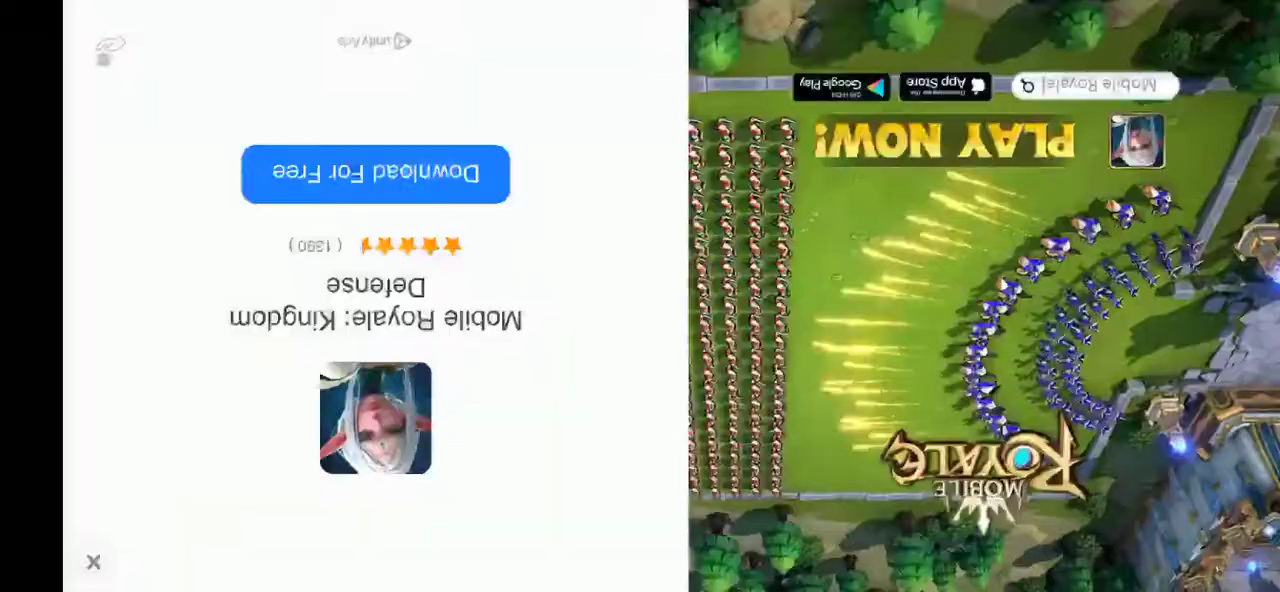 MOBILE
ROYALE
PLAY NOW!
Mobile Royale
App Store
Google Play
Mobile Royale: Kingdom
Defense
( 1390 )
Download For Free
unity Ads
X